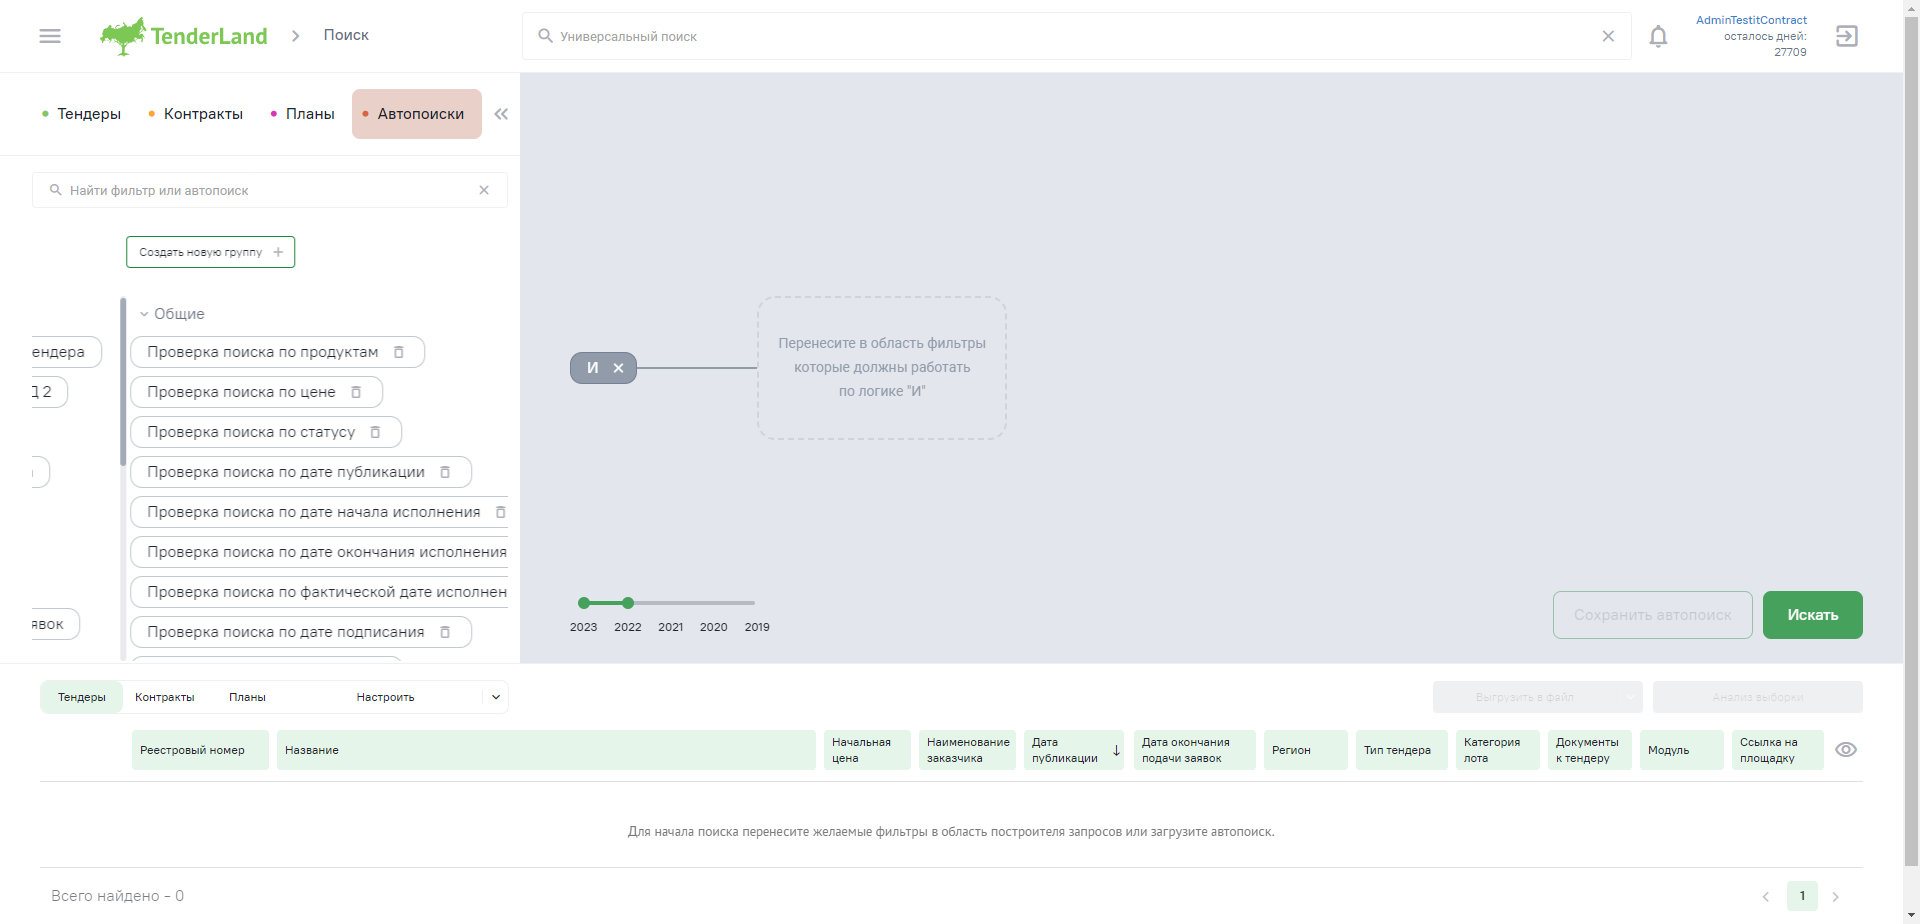 TenderLand
Поиск
Универсальный поиск
AdminTestitContract
осталось дней:
27709
Тендеры
Контракты
Планы
Автопоиски
Найти фильтр или автопоиск
Создать новую группу
Общие
ендера
Проверка поиска по продуктам
Д 2
Проверка поиска по цене
Проверка поиска по статусу
Проверка поиска по дате публикации
Проверка поиска по дате начала исполнения
Проверка поиска по дате окончания исполнения
Проверка поиска по фактической дате исполнен
явок
Проверка поиска по дате подписания
И
Перенесите в область фильтры
которые должны работать
по логике "И"
2023 2022 2021 2020 2019
Сохранить автопоиск
Искать
Тендеры
Контракты
Планы
Настроить
Выгрузить в файл
Анализ выборки
Реестровый номер
Название
Начальная
цена
Наименование
заказчика
Дата
публикации
Дата окончания
подачи заявок
Регион
Тип тендера
Категория
лота
Документы
к тендеру
Модуль
Ссылка на
площадку
Для начала поиска перенесите желаемые фильтры в область построителя запросов или загрузите автопоиск.
Всего найдено - 0
1